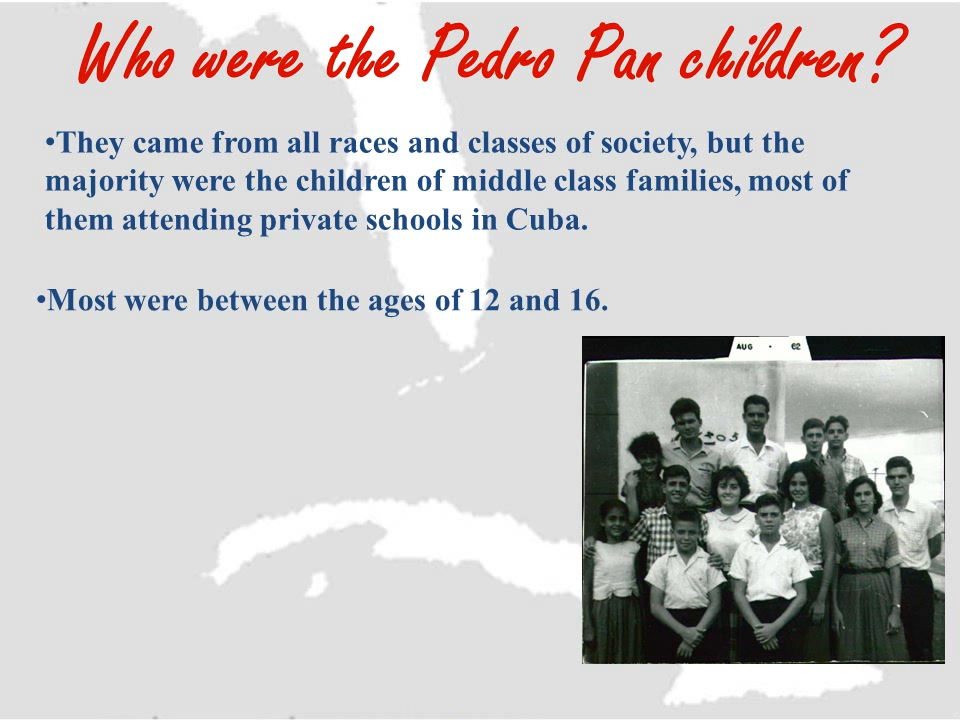 Who were the Pedro Pan children?
•They came from all races and classes of society, but the
majority were the children of middle class families, most of
them attending private schools in Cuba.
•Most were between the ages of 12 and 16.
AUG • 62